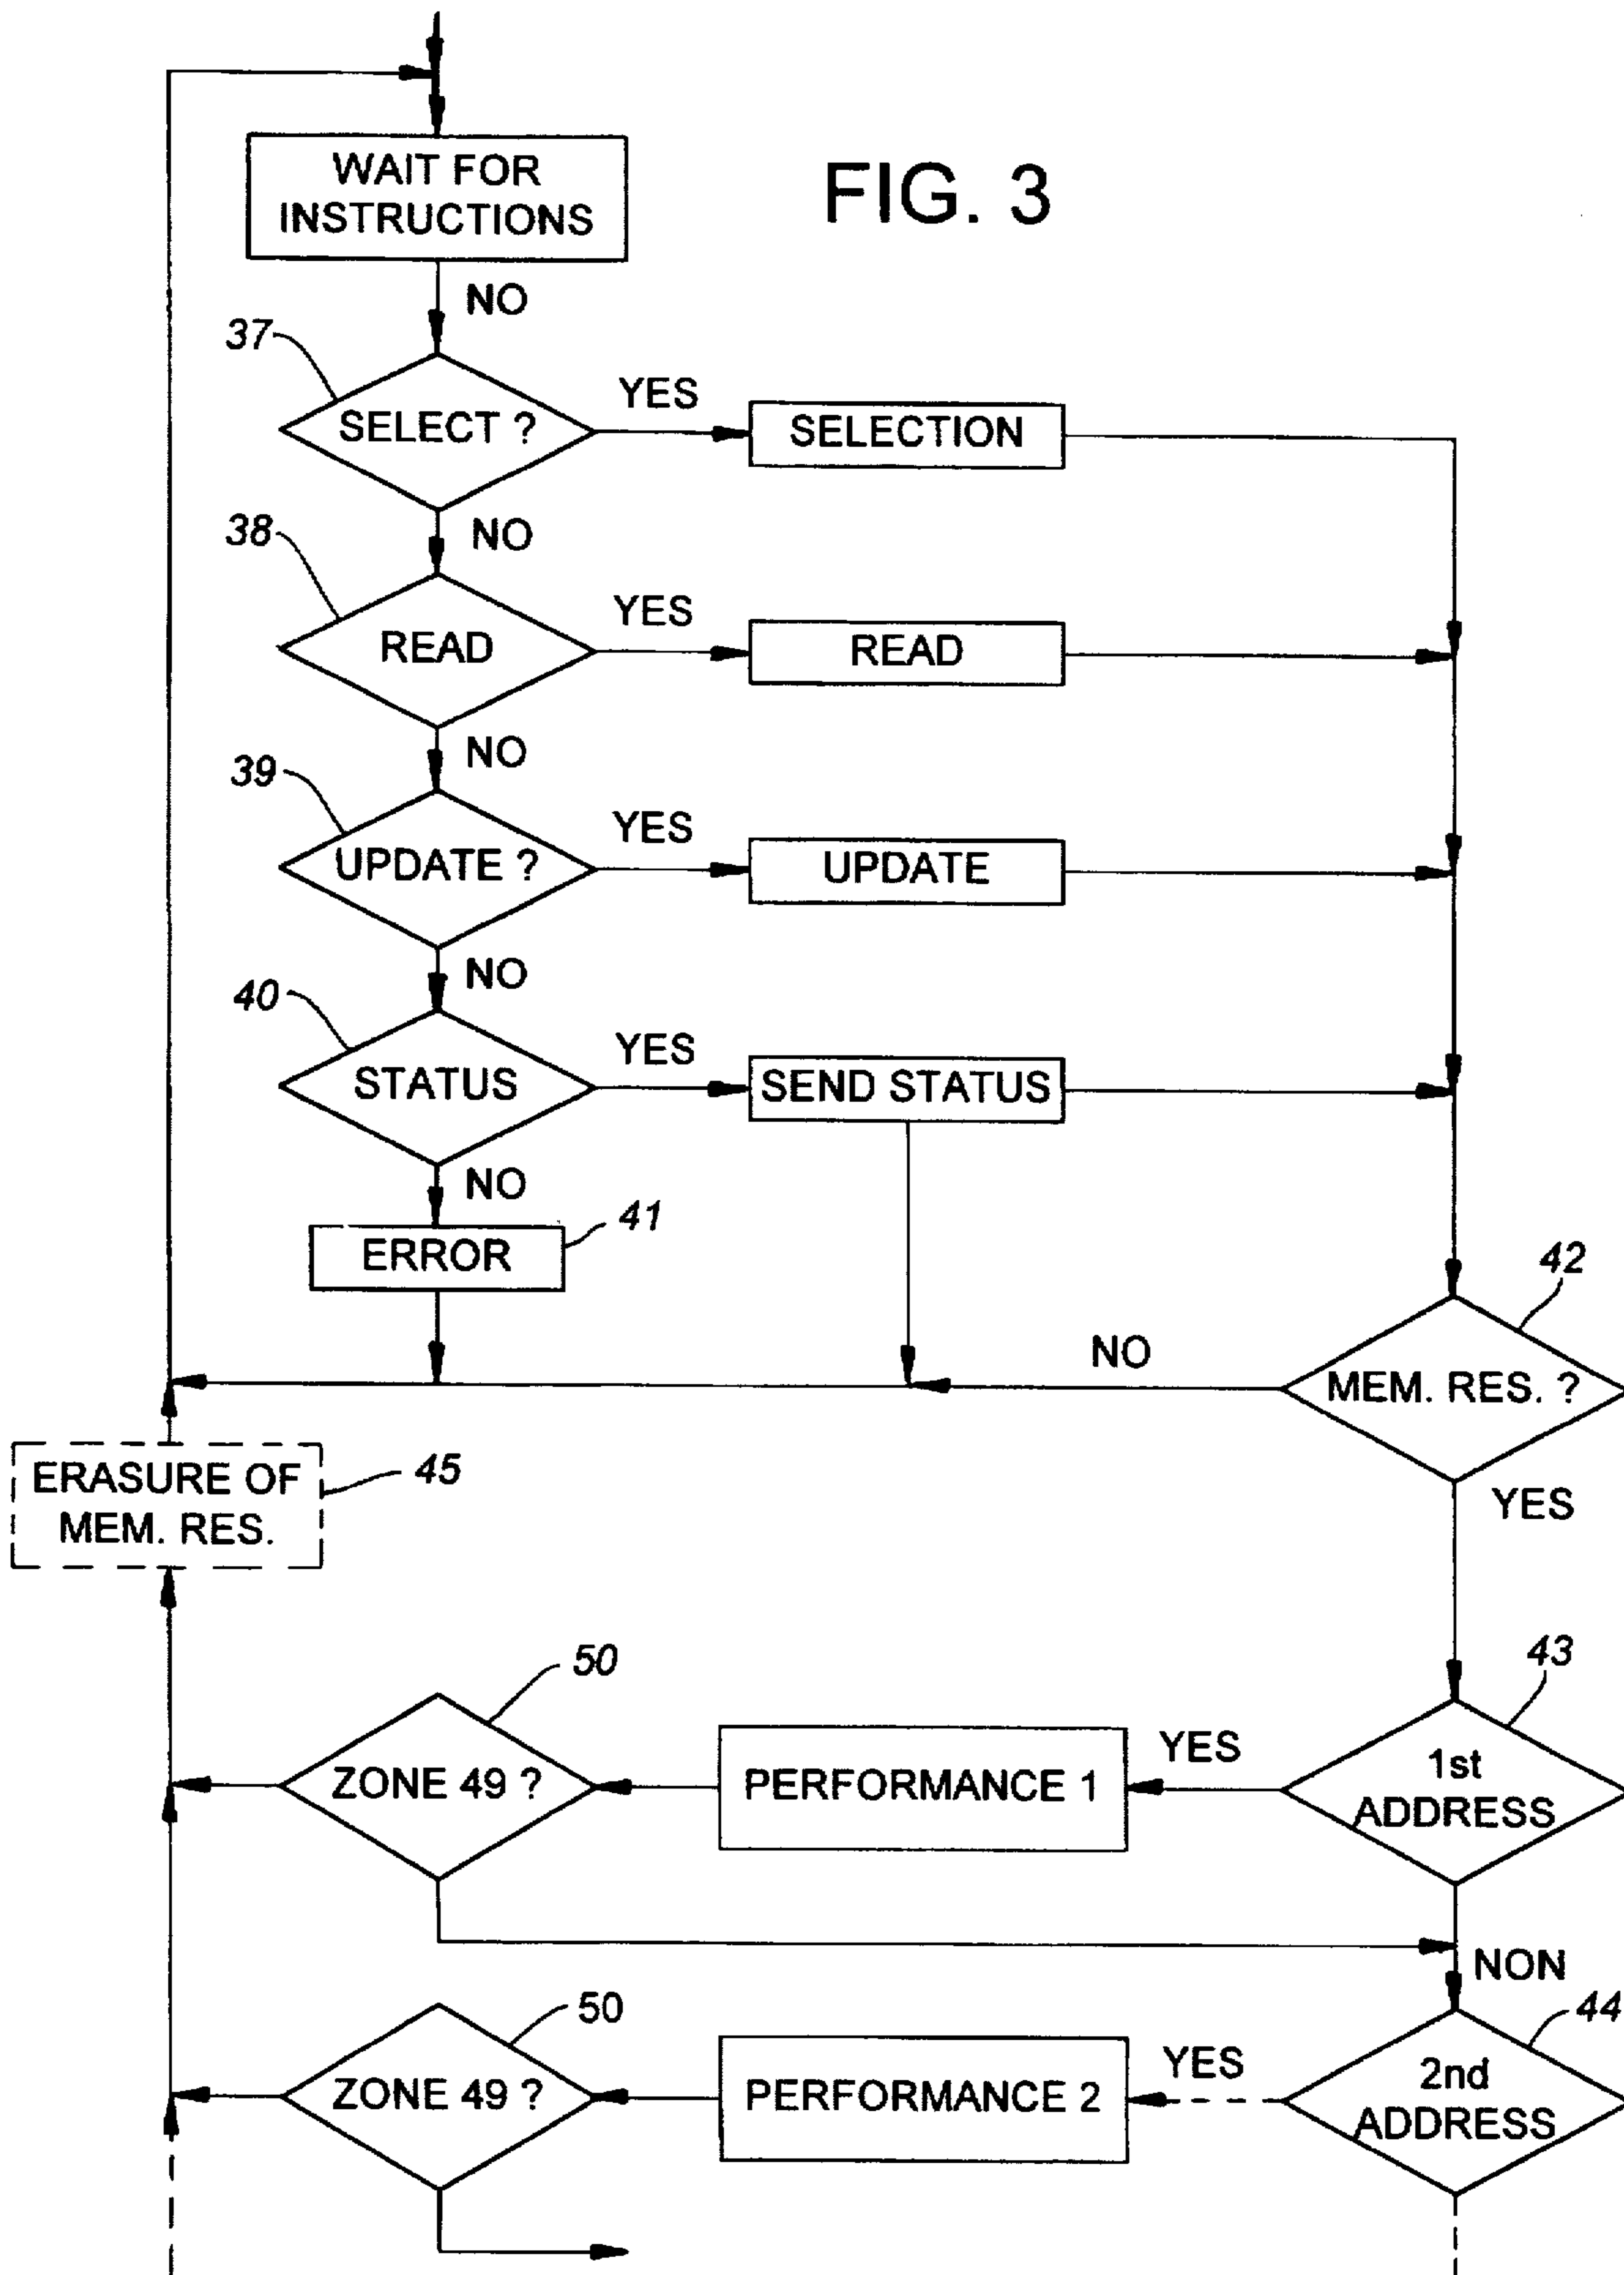 FIG. 3
WAIT FOR
INSTRUCTIONS
NO
37
SELECT ?
YES
SELECTION
NO
38
READ
YES
READ
NO
39
UPDATE ?
YES
UPDATE
NO
40
STATUS
YES
SEND STATUS
NO
ERROR
41
42
MEM. RES. ?
NO
YES
ERASURE OF
MEM. RES.
45
43
1st
ADDRESS
YES
PERFORMANCE 1
50
ZONE 49 ?
NON
44
2nd
ADDRESS
YES
PERFORMANCE 2
50
ZONE 49 ?